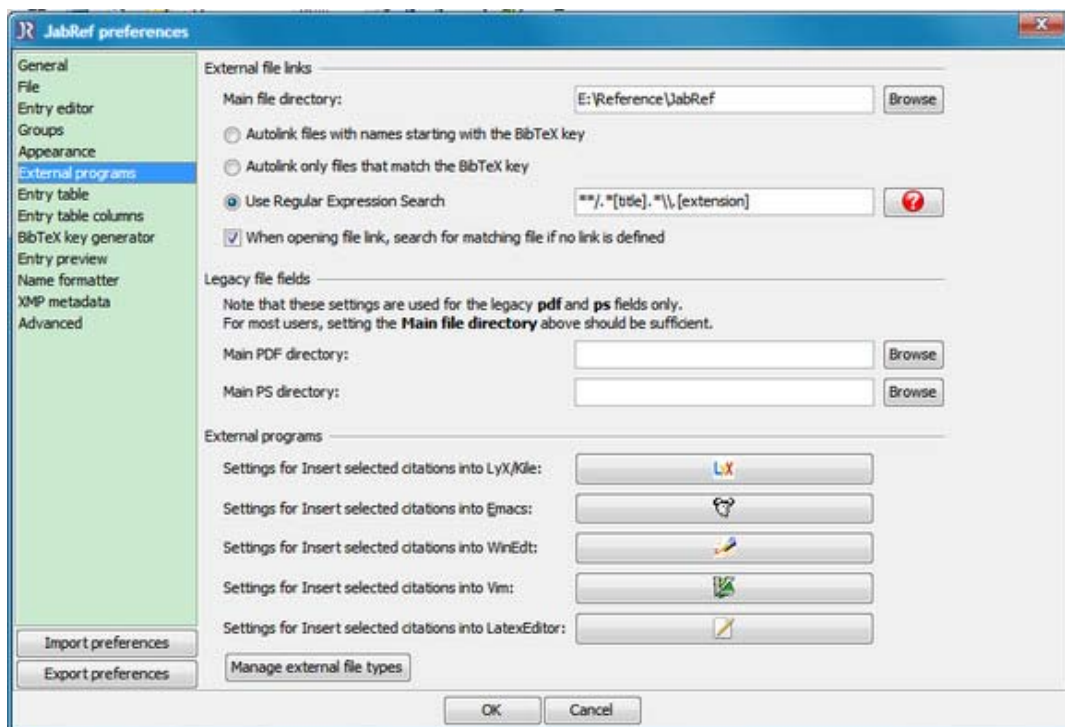 JabRef preferences
General
File
Entry editor
Groups
Appearance
External programs
Entry table
Entry table columns
BibTeX key generator
Entry preview
Name formatter
XMP metadata
Advanced
Import preferences
Export preferences
External file links
Main file directory: E:\Reference\JabRef Browse
Autolink files with names starting with the BibTeX key
Autolink only files that match the BibTeX key
Use Regular Expression Search **/.*[title].*\\.[extension]
When opening file link, search for matching file if no link is defined
Legacy file fields
Note that these settings are used for the legacy pdf and ps fields only.
For most users, setting the Main file directory above should be sufficient.
Main PDF directory: Browse
Main PS directory: Browse
External programs
Settings for Insert selected citations into LyX/Kile: LyX
Settings for Insert selected citations into Emacs:
Settings for Insert selected citations into WinEdt:
Settings for Insert selected citations into Vim:
Settings for Insert selected citations into LatexEditor:
Manage external file types
OK Cancel